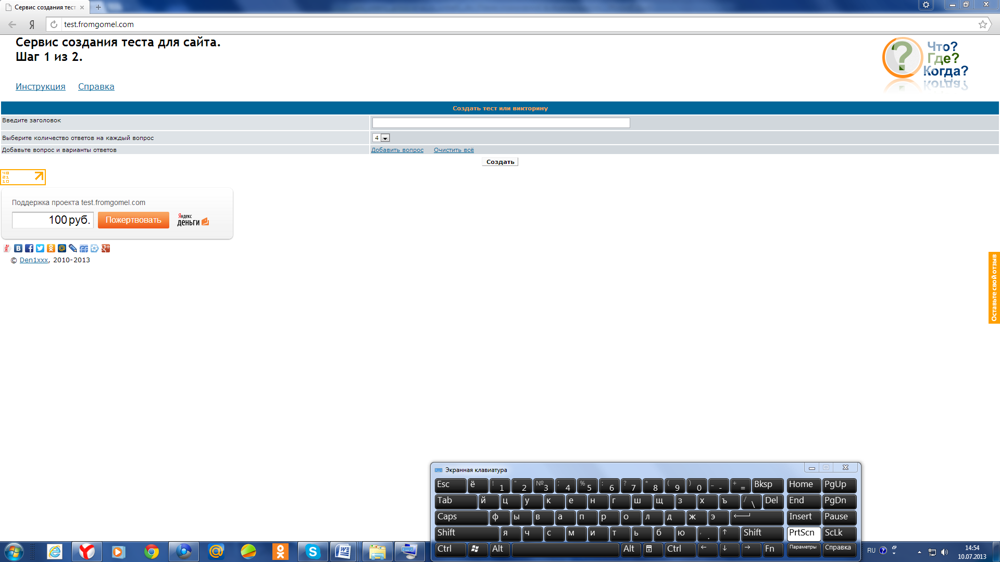 Сервис создания тест
test.fromgomel.com
Сервис создания теста для сайта.
Шаг 1 из 2.
Что?
Где?
Когда?
Инструкция Справка
Создать тест или викторину
Введите заголовок
Выберите количество ответов на каждый вопрос 4
Добавьте вопрос и варианты ответов Добавить вопрос Очистить всё
Создать
48
21
10
Поддержка проекта test.fromgomel.com
100 руб. Пожертвовать Яндекс деньги
© Den1xxx, 2010-2013
Оставьте свой отзыв
Экранная клавиатура
Esc ё ! 1 " 2 № 3 ; 4 % 5 : 6 ? 7 * 8 ( 9 ) 0 _ - + = Bksp Home PgUp
Tab й ц у к е н г ш щ з х ъ / \ Del End PgDn
Caps ф ы в а п р о л д ж э Insert Pause
Shift я ч с м и т ь б ю , . ↑ Shift PrtScn ScLk
Ctrl Alt Alt Ctrl ← ↓ → Fn Параметры Справка
RU 14:54
10.07.2013